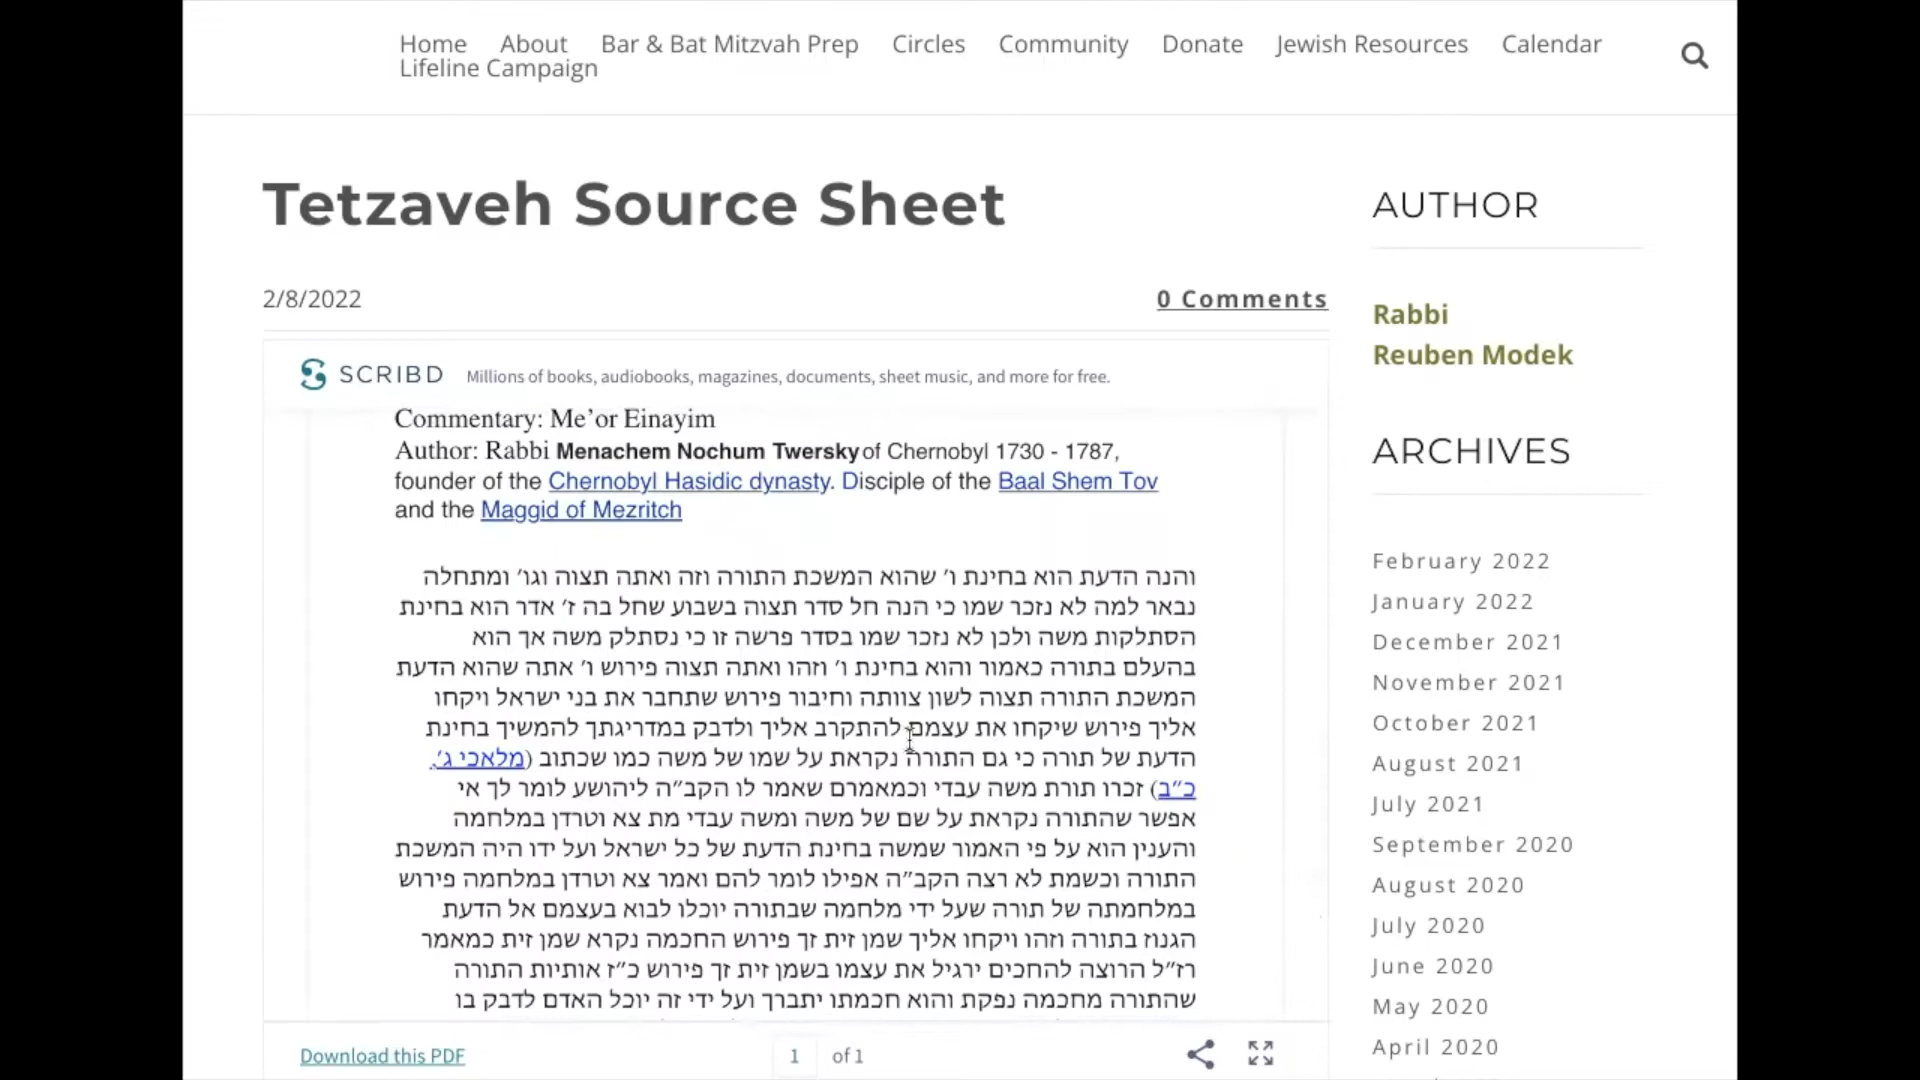 Home About Bar & Bat Mitzvah Prep Circles Community Donate Jewish Resources Calendar
Lifeline Campaign
Tetzaveh Source Sheet
2/8/2022
0 Comments
SCRIBD Millions of books, audiobooks, magazines, documents, sheet music, and more for free.
Commentary: Me’or Einayim
Author: Rabbi Menachem Nochum Twersky of Chernobyl 1730 - 1787,
founder of the Chernobyl Hasidic dynasty. Disciple of the Baal Shem Tov
and the Maggid of Mezritch
והנה הדעת הוא בחינת ו׳ שהוא המשכת התורה וזה ואתה תצוה וגו׳ ומתחלה
נבאר למה לא נזכר שמו כי הנה חל סדר תצוה בשבוע שחל בה ז׳ אדר הוא בחינת
הסתלקות משה ולכן לא נזכר שמו בסדר פרשה זו כי נסתלק משה אך הוא
בהעלם בתורה כאמור והוא בחינת ו׳ וזהו ואתה תצוה פירוש ו׳ אתה שהוא הדעת
המשכת התורה תצוה לשון צוותה וחיבור פירוש שתחבר את בני ישראל ויקחו
אליך פירוש שיקחו את עצמם להתקרב אליך ולדבק במדריגתך להמשיך בחינת
הדעת של תורה כי גם התורה נקראת על שמו של משה כמו שכתוב (מלאכי ג׳,
כ״ב) זכרו תורת משה עבדי וכמאמרם שאמר לו הקב״ה ליהושע לומר לך אי
אפשר שהתורה נקראת על שם של משה ומשה עבדי מת צא וטרדן במלחמה
והענין הוא על פי האמור שמשה בחינת הדעת של כל ישראל ועל ידו היה המשכת
התורה וכשמת לא רצה הקב״ה אפילו לומר להם ואמר צא וטרדן במלחמה פירוש
במלחמתה של תורה שעל ידי מלחמה שבתורה יוכלו לבוא בעצמם אל הדעת
הגנוז בתורה וזהו ויקחו אליך שמן זית זך פירוש החכמה נקרא שמן זית כמאמר
רז״ל הרוצה להחכים ירגיל את עצמו בשמן זית זך פירוש כ״ז אותיות התורה
שהתורה מחכמה נפקת והוא חכמתו יתברך ועל ידי זה יוכל האדם לדבק בו
Download this PDF
1 of 1
AUTHOR
Rabbi
Reuben Modek
ARCHIVES
February 2022
January 2022
December 2021
November 2021
October 2021
August 2021
July 2021
September 2020
August 2020
July 2020
June 2020
May 2020
April 2020